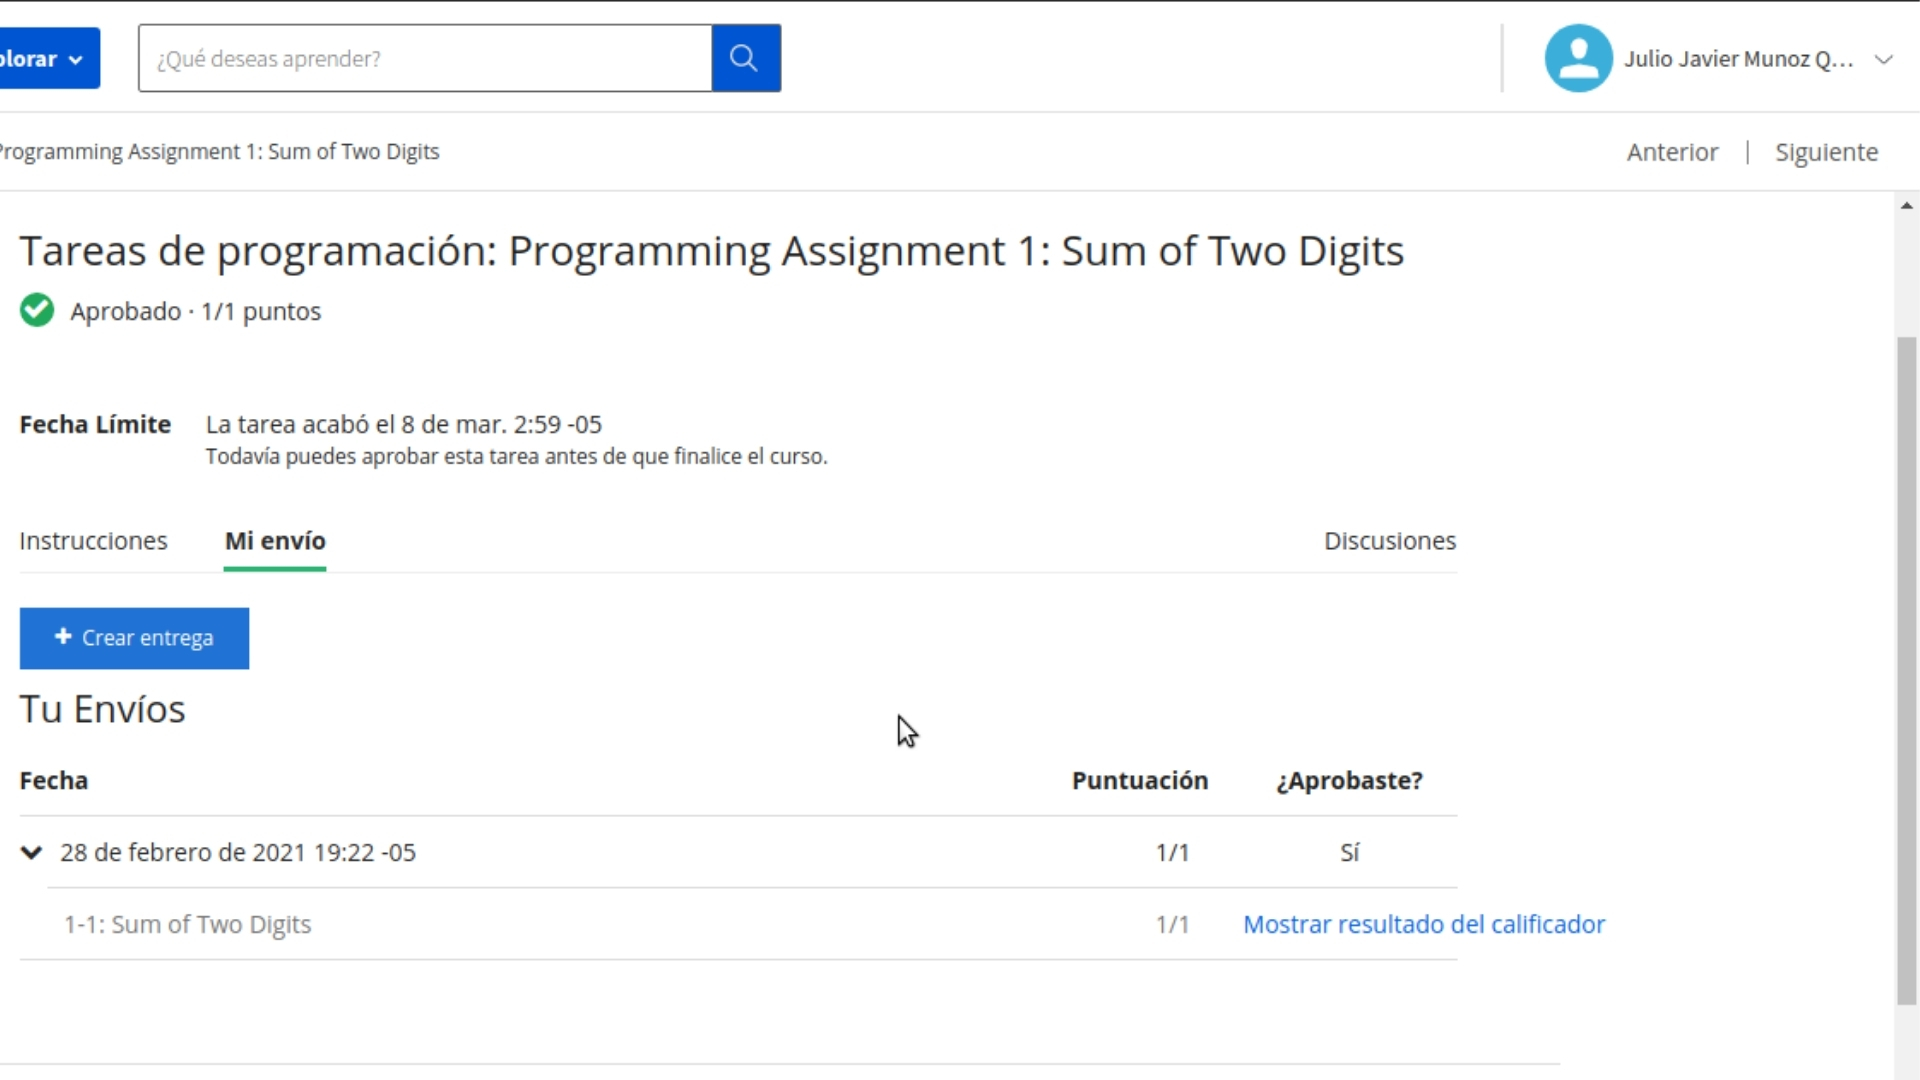 plorar
¿Qué deseas aprender?
Julio Javier Munoz Q...
Programming Assignment 1: Sum of Two Digits
Anterior | Siguiente
Tareas de programación: Programming Assignment 1: Sum of Two Digits
Aprobado · 1/1 puntos
Fecha Límite La tarea acabó el 8 de mar. 2:59 -05
Todavía puedes aprobar esta tarea antes de que finalice el curso.
Instrucciones Mi envío Discusiones
+ Crear entrega
Tu Envíos
Fecha Puntuación ¿Aprobaste?
28 de febrero de 2021 19:22 -05 1/1 Sí
1-1: Sum of Two Digits 1/1 Mostrar resultado del calificador